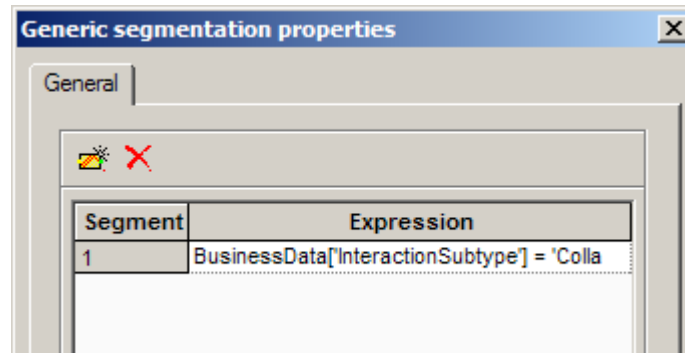 Generic segmentation properties
General
Segment Expression
1 BusinessData['InteractionSubtype'] = 'Colla